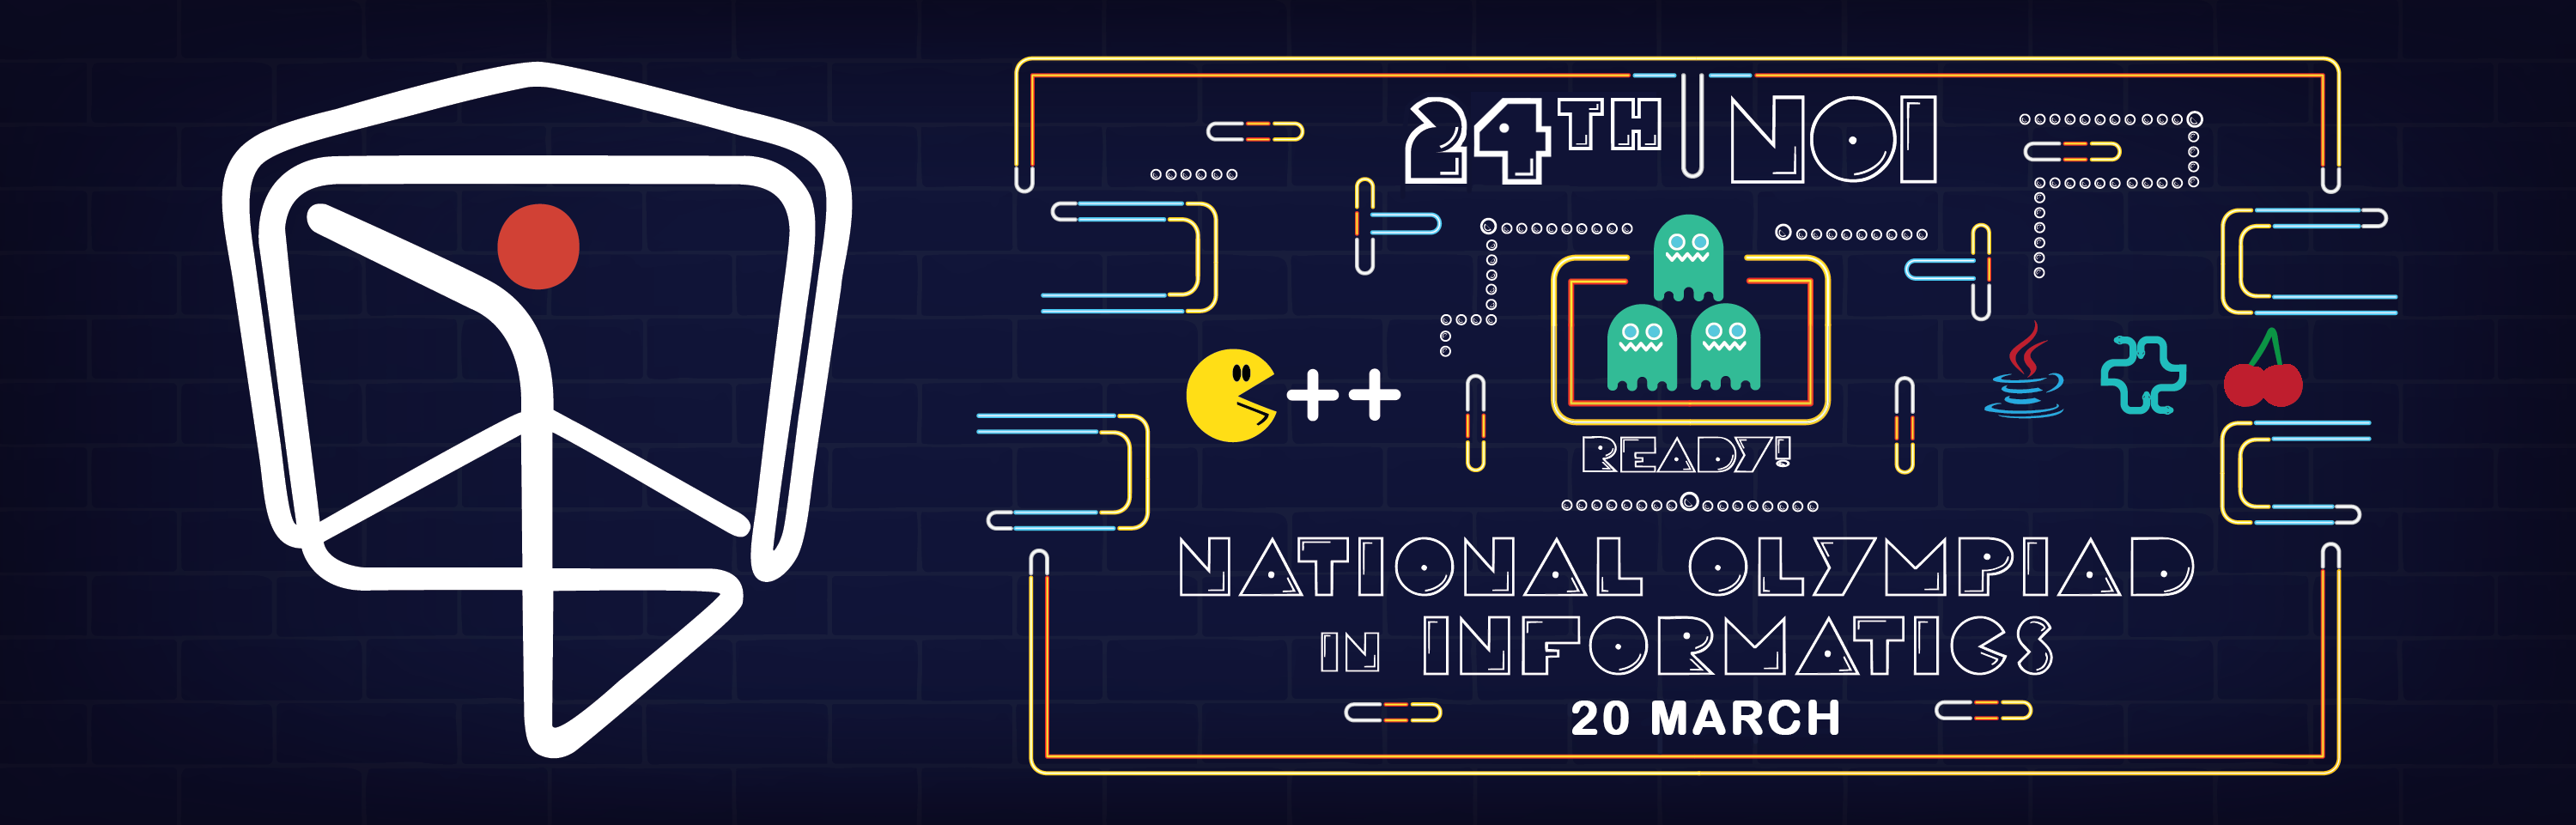 24TH NOI
++
READY!
NATIONAL OLYMPIAD
IN INFORMATICS
20 MARCH